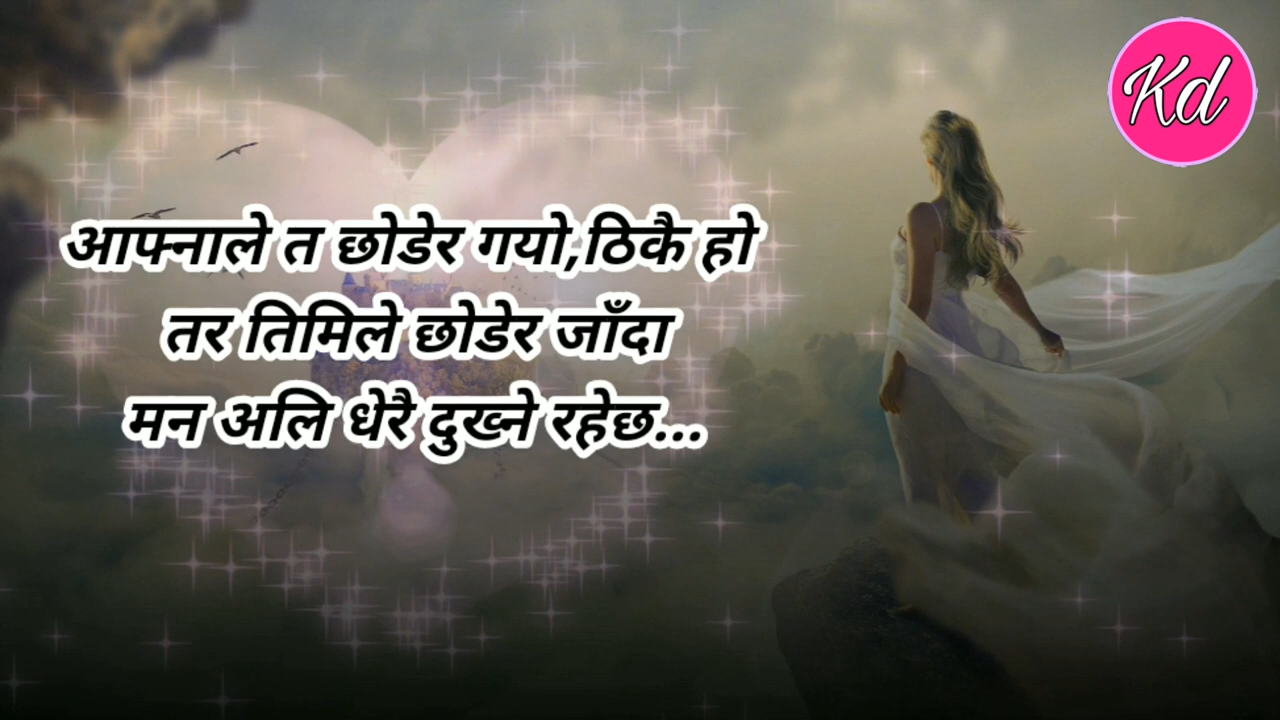 Kd
आफ्नाले त छोडेर गयो,ठिकै हो
तर तिमिले छोडेर जाँदा
मन अलि धेरै दुख्ने रहेछ...